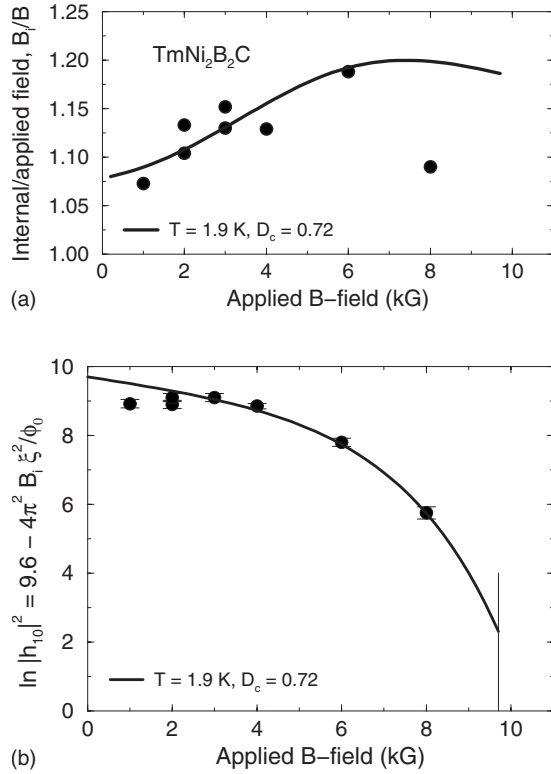 1.25
1.20
1.15
1.10
1.05
1.00
Internal/applied field, Bᵢ/B
TmNi₂B₂C
T = 1.9 K, D_c = 0.72
0 2 4 6 8 10
(a) Applied B−field (kG)
10
8
6
4
2
0
ln |h₁₀|² = 9.6 − 4π² Bᵢ ξ²/ϕ₀
T = 1.9 K, D_c = 0.72
0 2 4 6 8 10
(b) Applied B−field (kG)